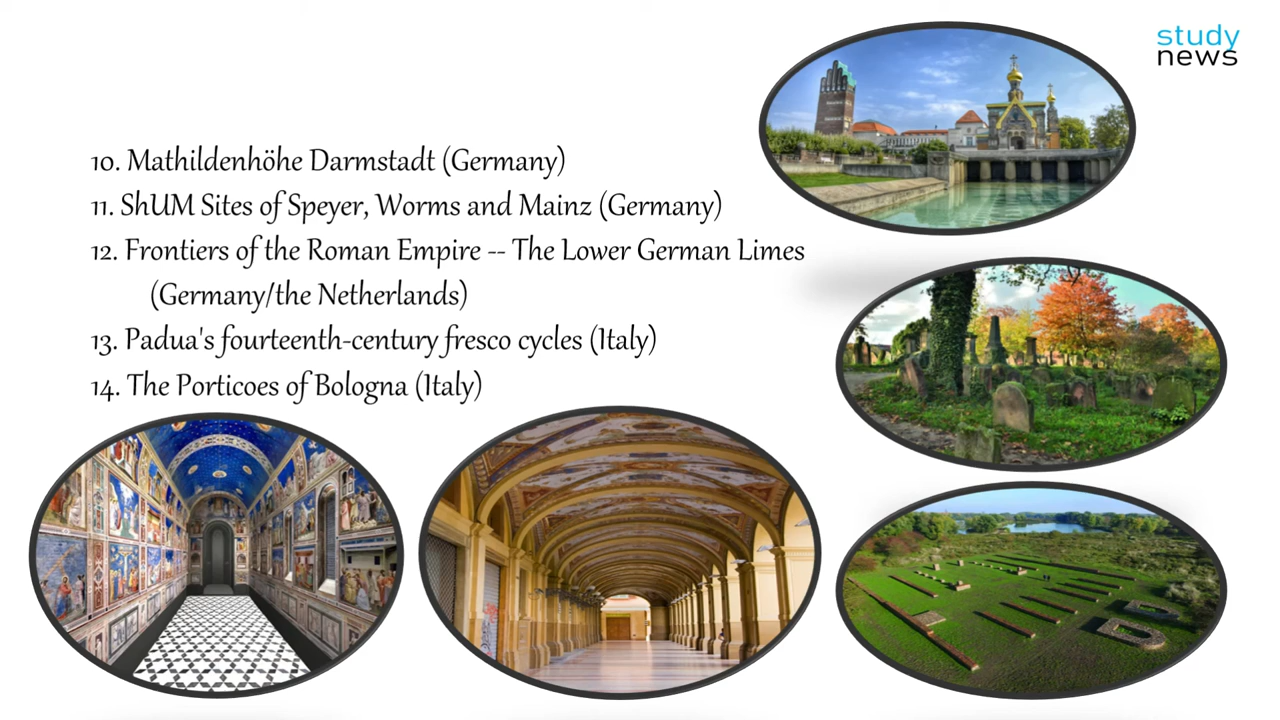 study
news
10. Mathildenhöhe Darmstadt (Germany)
11. ShUM Sites of Speyer, Worms and Mainz (Germany)
12. Frontiers of the Roman Empire -- The Lower German Limes
(Germany/the Netherlands)
13. Padua's fourteenth-century fresco cycles (Italy)
14. The Porticoes of Bologna (Italy)